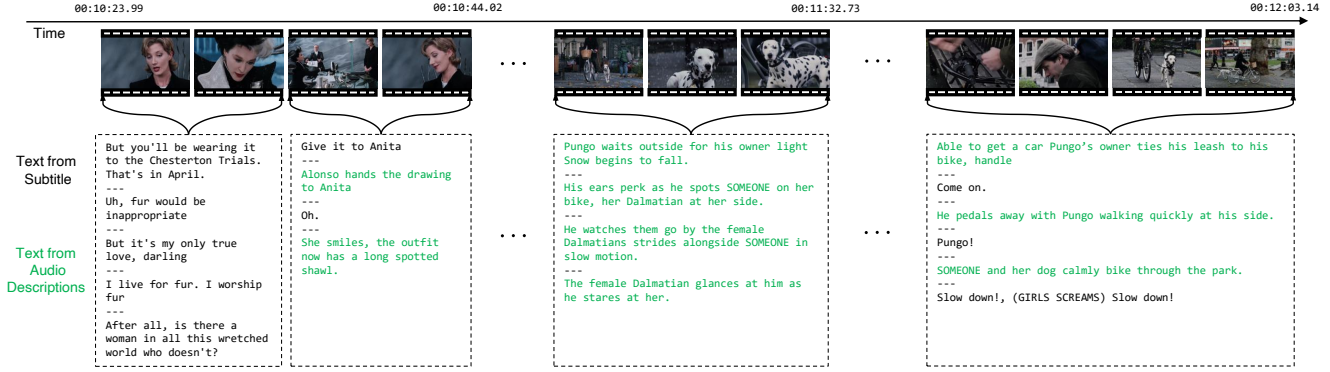 00:10:23.99 00:10:44.02 00:11:32.73 00:12:03.14
Time
Text from
Subtitle
Text from
Audio
Descriptions
But you'll be wearing it
to the Chesterton Trials.
That's in April.
---
Uh, fur would be
inappropriate
---
But it's my only true
love, darling
---
I live for fur. I worship
fur
---
After all, is there a
woman in all this wretched
world who doesn't?
Give it to Anita
---
Alonso hands the drawing
to Anita
---
Oh.
---
She smiles, the outfit
now has a long spotted
shawl.
...
...
Pungo waits outside for his owner light
Snow begins to fall.
---
His ears perk as he spots SOMEONE on her
bike, her Dalmatian at her side.
---
He watches them go by the female
Dalmatians strides alongside SOMEONE in
slow motion.
---
The female Dalmatian glances at him as
he stares at her.
...
...
Able to get a car Pungo’s owner ties his leash to his
bike, handle
---
Come on.
---
He pedals away with Pungo walking quickly at his side.
---
Pungo!
---
SOMEONE and her dog calmly bike through the park.
---
Slow down!, (GIRLS SCREAMS) Slow down!